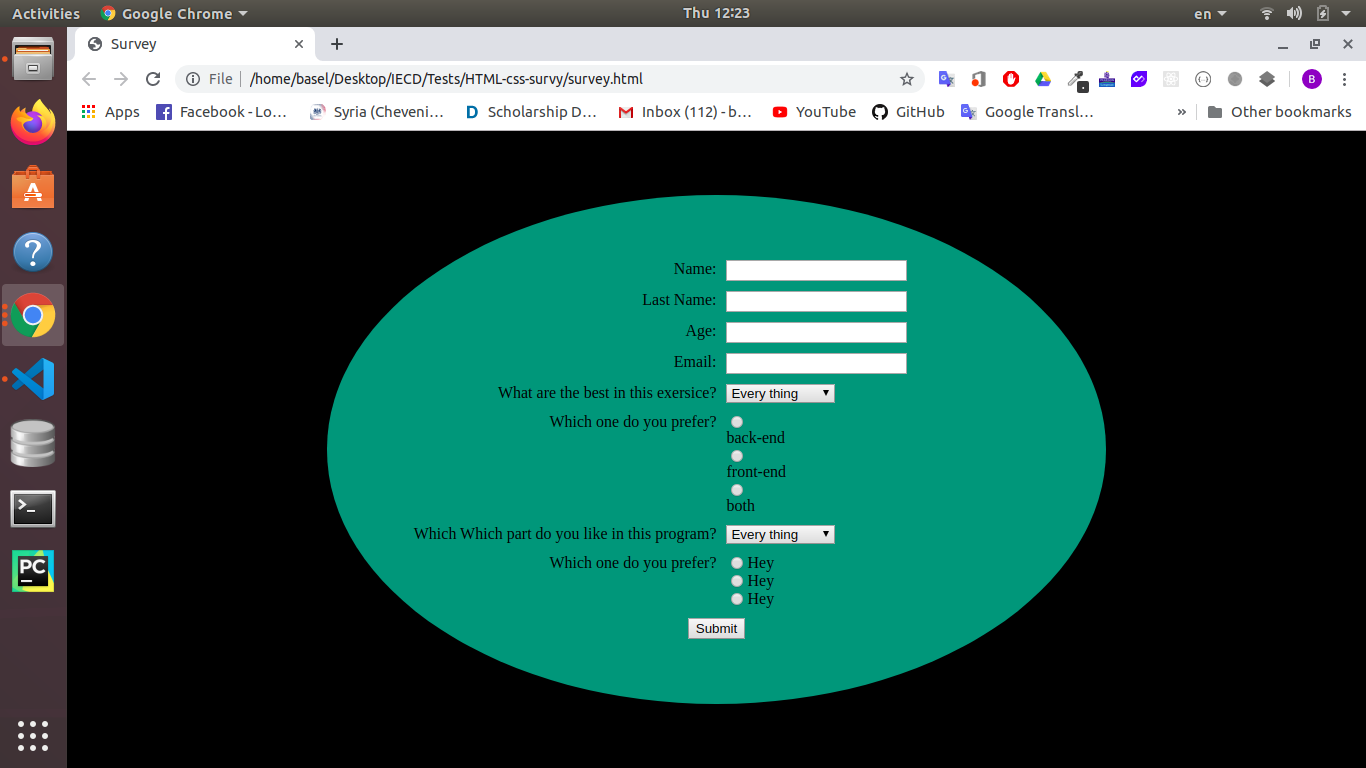 Activities Google Chrome Thu 12:23 en
Survey
File /home/basel/Desktop/IECD/Tests/HTML-css-survy/survey.html B
Apps Facebook - Lo… Syria (Cheveni… Scholarship D… Inbox (112) - b… YouTube GitHub Google Transl… » Other bookmarks
Name:
Last Name:
Age:
Email:
What are the best in this exersice? Every thing
Which one do you prefer?
back-end
front-end
both
Which Which part do you like in this program? Every thing
Which one do you prefer? Hey
Hey
Hey
Submit